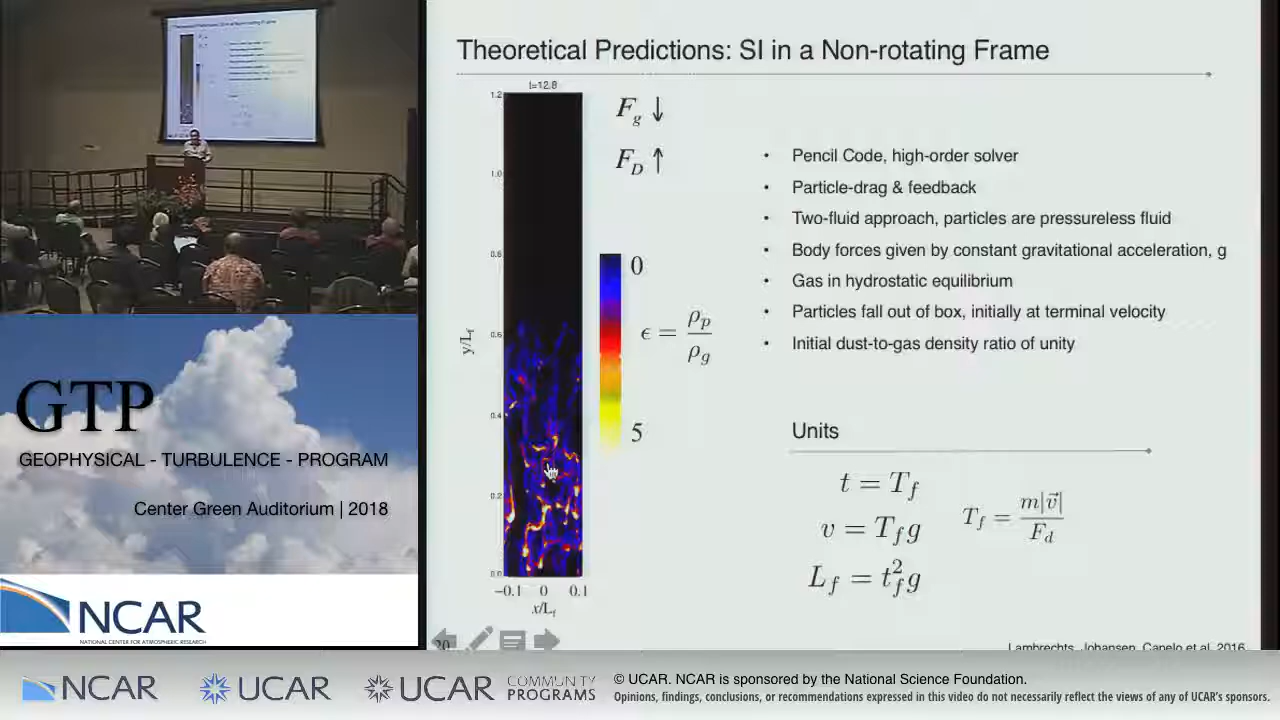 Theoretical Predictions: SI in a Non-rotating Frame
t=12.8
1.2
1.0
0.8
0.6
0.4
0.2
0.0
y/L_f
−0.1 0 0.1
x/L_f
F_g ↓
F_D ↑
0
5
ϵ = ρ_p / ρ_g
• Pencil Code, high-order solver
• Particle-drag & feedback
• Two-fluid approach, particles are pressureless fluid
• Body forces given by constant gravitational acceleration, g
• Gas in hydrostatic equilibrium
• Particles fall out of box, initially at terminal velocity
• Initial dust-to-gas density ratio of unity
Units
t = T_f
v = T_f g
L_f = t_f^2 g
T_f = m|v⃗| / F_d
20
Lambrechts, Johansen, Capelo et al. 2016
GTP
GEOPHYSICAL - TURBULENCE - PROGRAM
Center Green Auditorium | 2018
NCAR
NATIONAL CENTER FOR ATMOSPHERIC RESEARCH
NCAR
UCAR
UCAR
COMMUNITY
PROGRAMS
© UCAR. NCAR is sponsored by the National Science Foundation.
Opinions, findings, conclusions, or recommendations expressed in this video do not necessarily reflect the views of any of UCAR's sponsors.